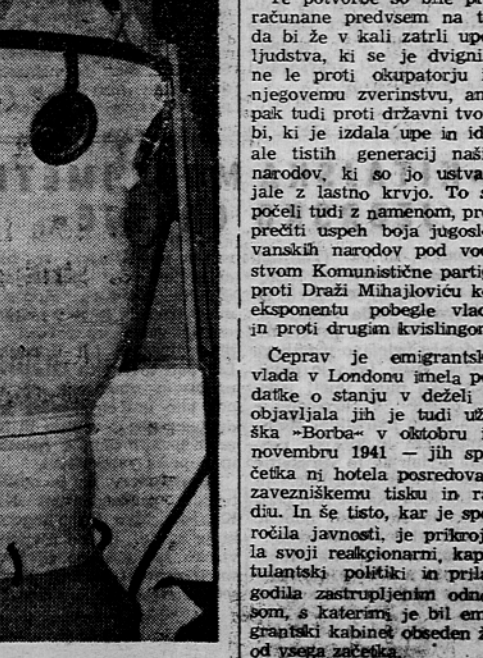 računane predvsem na t
da bi že v kali zatrli upo
ljudstva, ki se je dvigni
ne le proti okupatorju i
njegovemu zverinstvu, am
pak tudi proti državni tvo
bi, ki je izdala upe in id
ale tistih generacij naši
narodov, ki so jo ustva
jale z lastno krvjo. To s
počeli tudi z namenom, pre
prečiti uspeh boja jugoslo
vanskih narodov pod vod
stvom Komunistične partij
proti Draži Mihajloviću k
eksponentu pobegle vlad
in proti drugim kvislingom
Čeprav je emigrantsk
vlada v Londonu imela po
datke o stanju v deželi
objavljala jih je tudi už
ška »Borba« v oktobru i
novembru 1941 — jih sp
četka ni hotela posredova
zavezniškemu tisku in ra
diu. In še tisto, kar je spo
ročila javnosti, je prikroj
la svoji reakcionarni, kap
tulantski politiki in prila
godila zastrupljenim odno
som, s katerimi je bil em
grantski kabinet obseden ž
od vsega začetka.